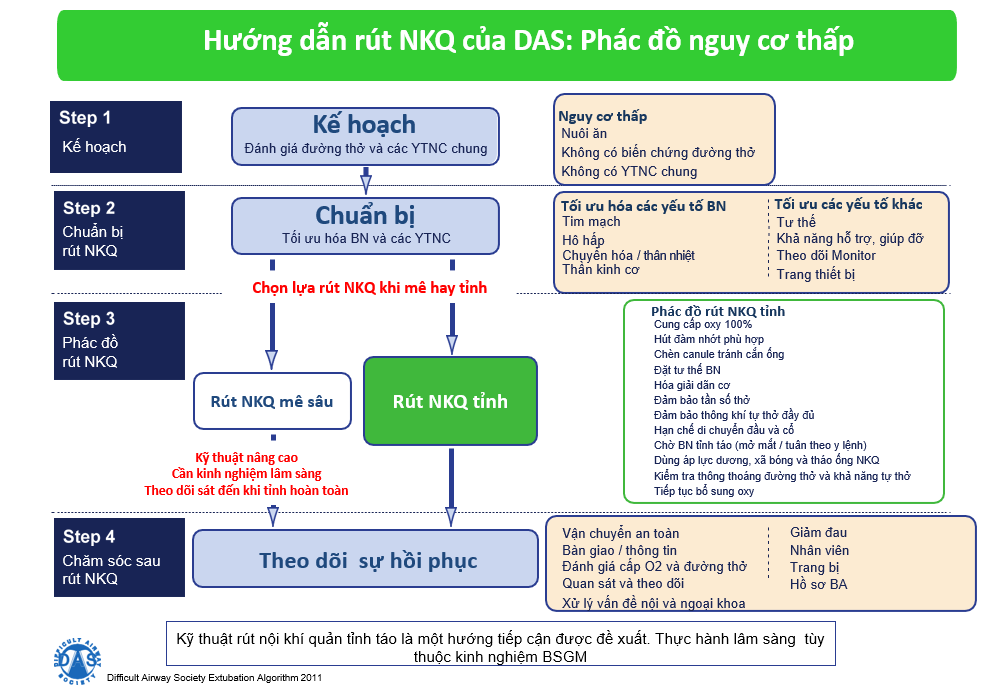 Hướng dẫn rút NKQ của DAS: Phác đồ nguy cơ thấp
Step 1
Kế hoạch
Kế hoạch
Đánh giá đường thở và các YTNC chung
Nguy cơ thấp
Nuôi ăn
Không có biến chứng đường thở
Không có YTNC chung
Step 2
Chuẩn bị
rút NKQ
Chuẩn bị
Tối ưu hóa BN và các YTNC
Tối ưu hóa các yếu tố BN
Tim mạch
Hô hấp
Chuyển hóa / thân nhiệt
Thần kinh cơ
Tối ưu các yếu tố khác
Tư thế
Khả năng hỗ trợ, giúp đỡ
Theo dõi Monitor
Trang thiết bị
Chọn lựa rút NKQ khi mê hay tỉnh
Step 3
Phác đồ
rút NKQ
Rút NKQ mê sâu
Rút NKQ tỉnh
Kỹ thuật nâng cao
Cần kinh nghiệm lâm sàng
Theo dõi sát đến khi tỉnh hoàn toàn
Phác đồ rút NKQ tỉnh
Cung cấp oxy 100%
Hút đàm nhớt phù hợp
Chèn canule tránh cắn ống
Đặt tư thế BN
Hóa giải dãn cơ
Đảm bảo tần số thở
Đảm bảo thông khí tự thở đầy đủ
Hạn chế di chuyển đầu và cổ
Chờ BN tỉnh táo (mở mắt / tuân theo y lệnh)
Dùng áp lực dương, xã bóng và tháo ống NKQ
Kiểm tra thông thoáng đường thở và khả năng tự thở
Tiếp tục bổ sung oxy
Step 4
Chăm sóc sau
rút NKQ
Theo dõi sự hồi phục
Vận chuyển an toàn
Bàn giao / thông tin
Đánh giá cấp O2 và đường thở
Quan sát và theo dõi
Xử lý vấn đề nội và ngoại khoa
Giảm đau
Nhân viên
Trang bị
Hồ sơ BA
Kỹ thuật rút nội khí quản tỉnh táo là một hướng tiếp cận được đề xuất. Thực hành lâm sàng tùy
thuộc kinh nghiệm BSGM
DIFFICULT AIRWAY
DAS
SOCIETY
Difficult Airway Society Extubation Algorithm 2011